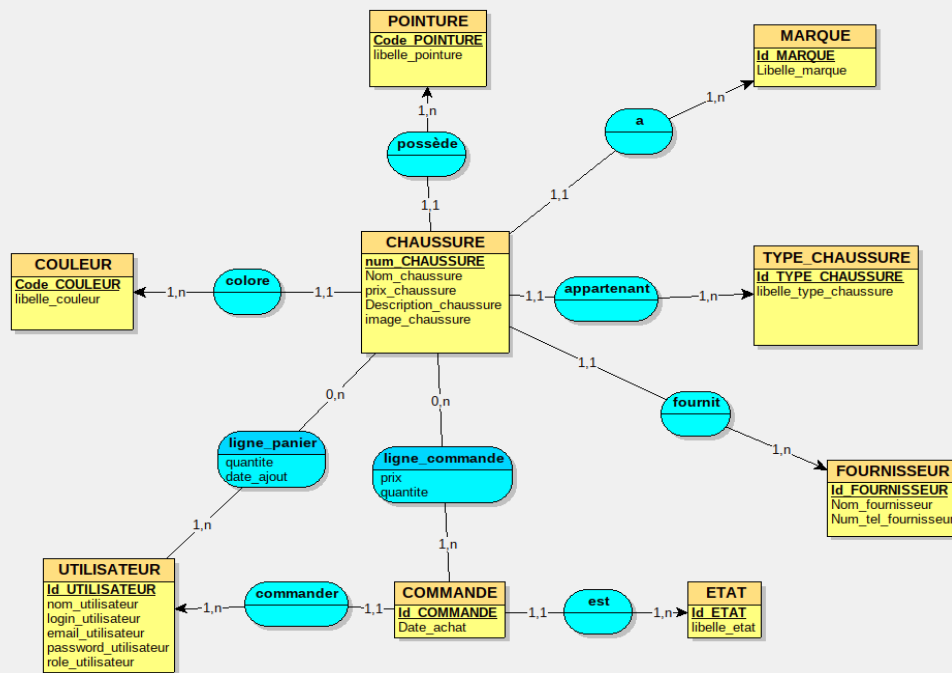 POINTURE
Code_POINTURE
libelle_pointure
MARQUE
Id_MARQUE
Libelle_marque
1,n
1,n
a
possède
1,1
1,1
CHAUSSURE
num_CHAUSSURE
Nom_chaussure
prix_chaussure
Description_chaussure
image_chaussure
COULEUR
Code_COULEUR
libelle_couleur
1,n
colore
1,1
1,1
appartenant
1,n
TYPE_CHAUSSURE
Id_TYPE_CHAUSSURE
libelle_type_chaussure
1,1
fournit
1,n
FOURNISSEUR
Id_FOURNISSEUR
Nom_fournisseur
Num_tel_fournisseur
0,n
0,n
ligne_panier
quantite
date_ajout
ligne_commande
prix
quantite
1,n
1,n
UTILISATEUR
Id_UTILISATEUR
nom_utilisateur
login_utilisateur
email_utilisateur
password_utilisateur
role_utilisateur
1,n
commander
1,1
COMMANDE
Id_COMMANDE
Date_achat
1,1
est
1,n
ETAT
Id_ETAT
libelle_etat